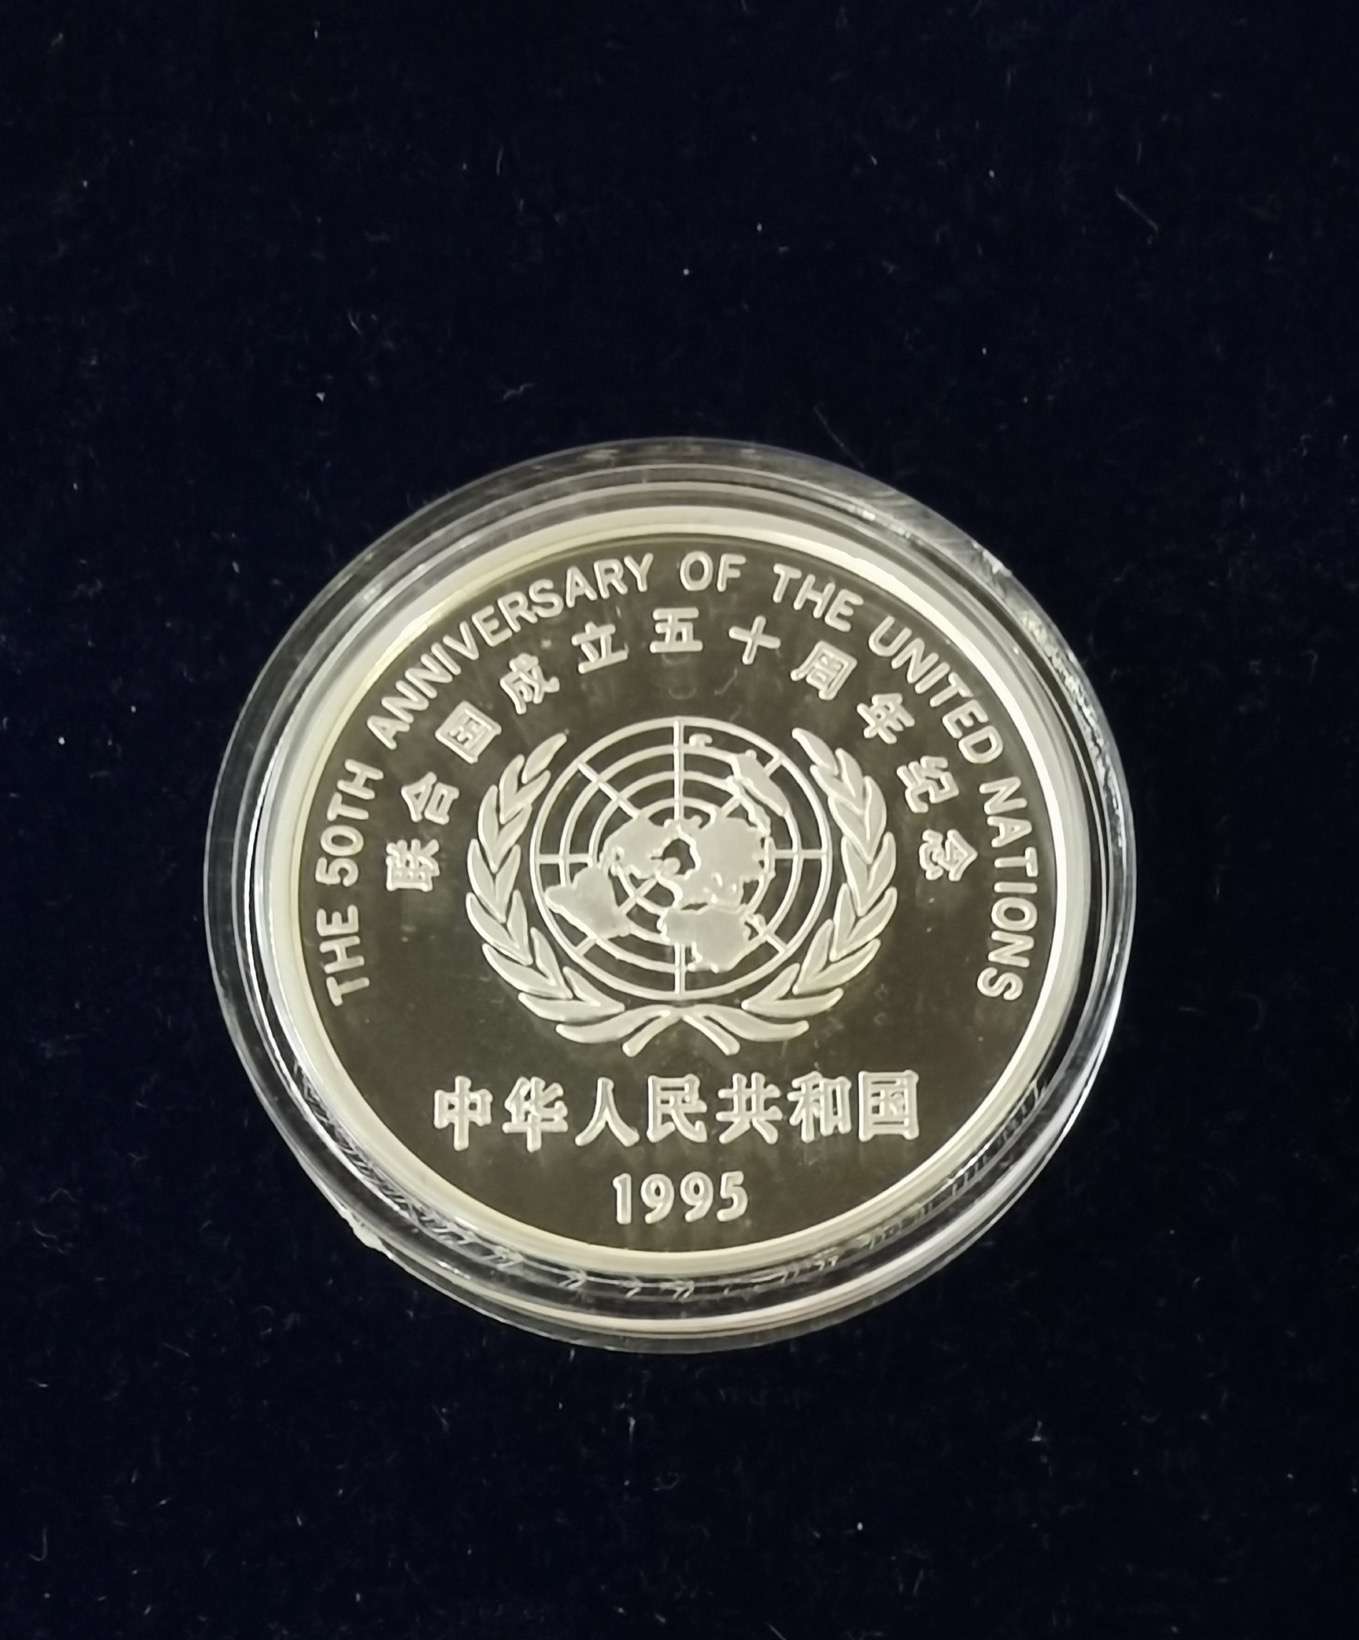 THE 50TH ANNIVERSARY OF THE UNITED NATIONS
联合国成立五十周年纪念
中华人民共和国
1995